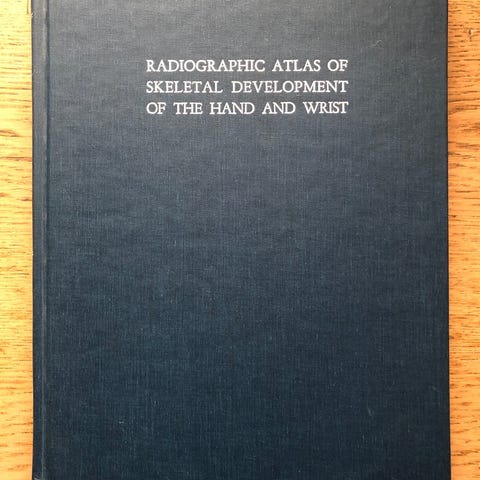 RADIOGRAPHIC ATLAS OF
SKELETAL DEVELOPMENT
OF THE HAND AND WRIST